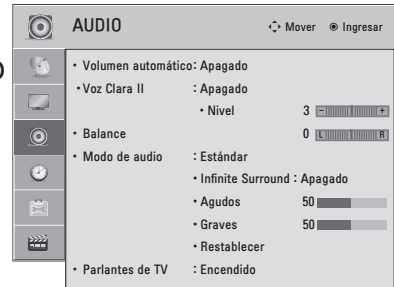 AUDIO Mover Ingresar
• Volumen automático: Apagado
• Voz Clara II : Apagado
• Nivel 3 - +
• Balance 0 L R
• Modo de audio : Estándar
• Infinite Surround : Apagado
• Agudos 50
• Graves 50
• Restablecer
• Parlantes de TV : Encendido